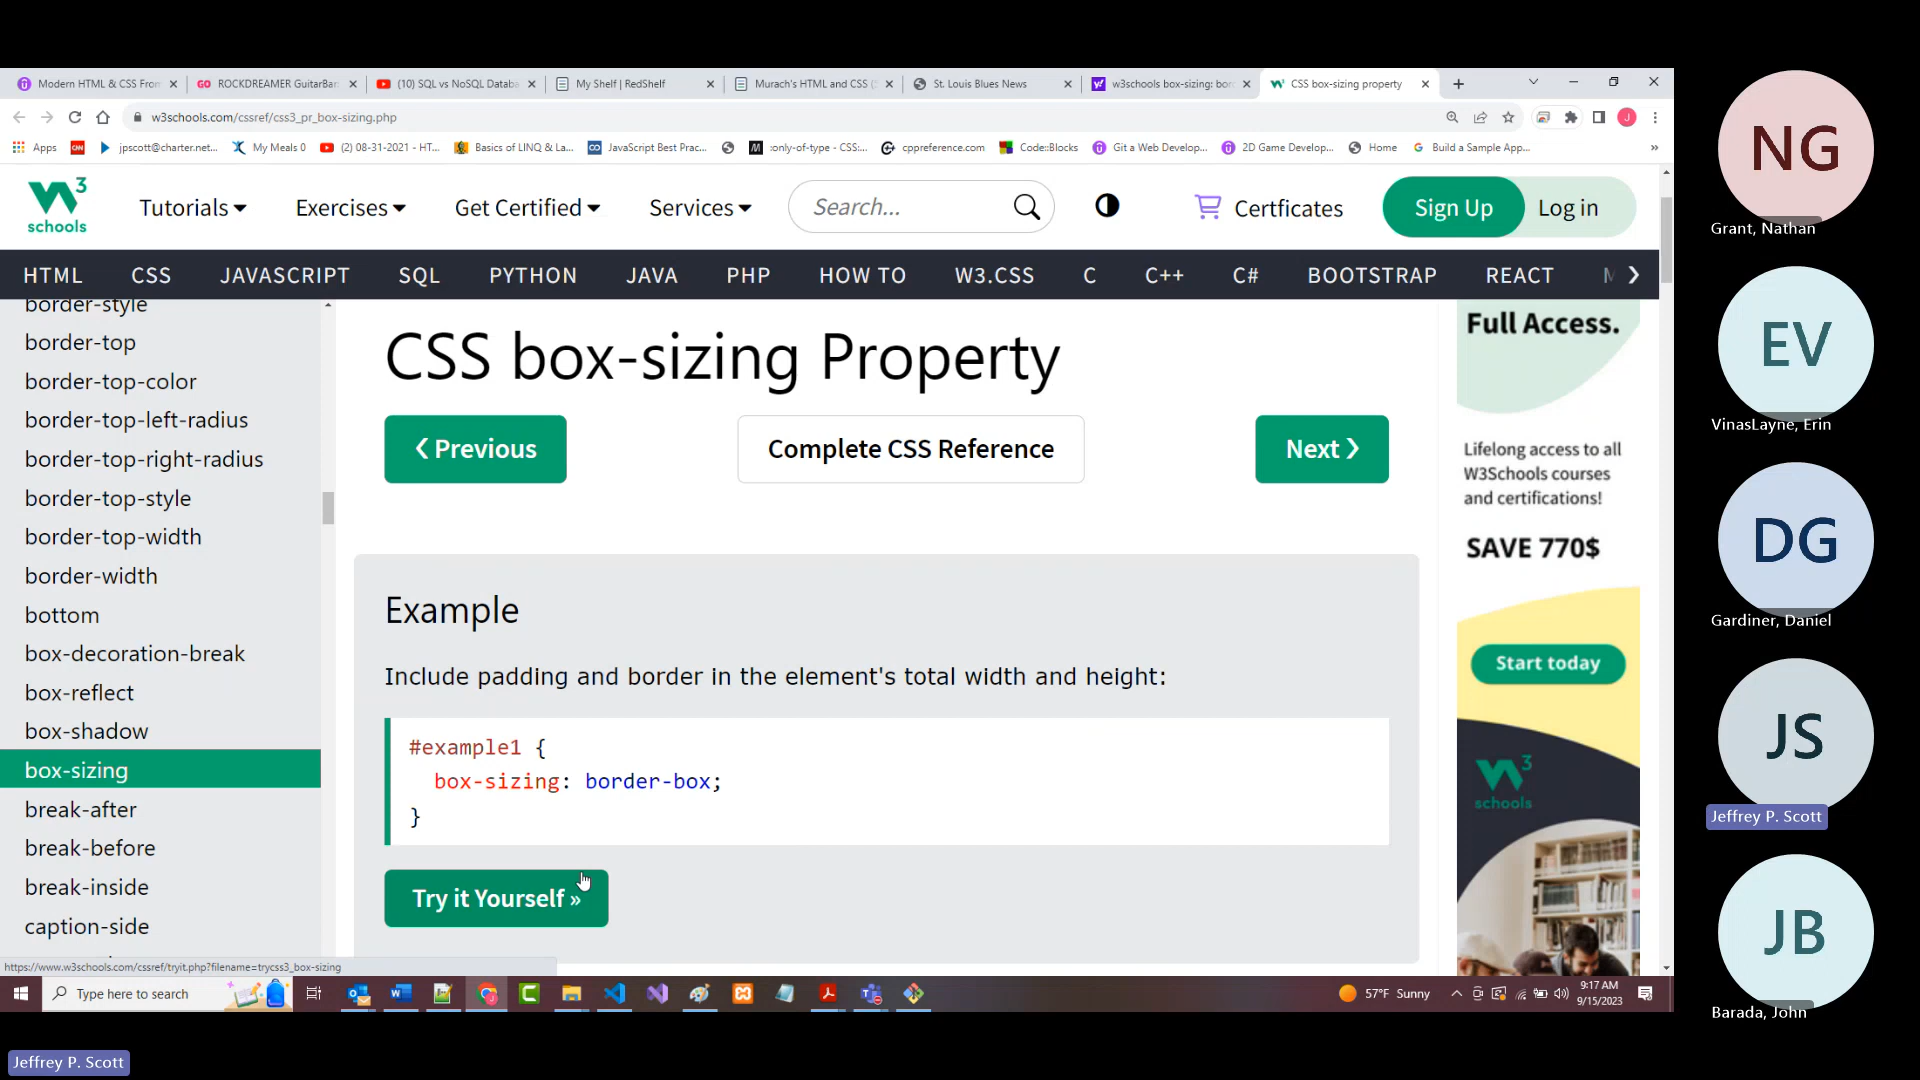 Modern HTML & CSS From
ROCKDREAMER GuitarBan
(10) SQL vs NoSQL Databa
My Shelf | RedShelf
Murach's HTML and CSS (
St. Louis Blues News
w3schools box-sizing: bor
CSS box-sizing property
w3schools.com/cssref/css3_pr_box-sizing.php
Apps
jpscott@charter.net...
My Meals 0
(2) 08-31-2021 - HT...
Basics of LINQ & La...
JavaScript Best Prac...
:only-of-type - CSS:...
cppreference.com
Code::Blocks
Git a Web Develop...
2D Game Develop...
Home
Build a Sample App...
W3 schools
Tutorials
Exercises
Get Certified
Services
Search...
Certficates
Sign Up
Log in
HTML CSS JAVASCRIPT SQL PYTHON JAVA PHP HOW TO W3.CSS C C++ C# BOOTSTRAP REACT
border-style
border-top
border-top-color
border-top-left-radius
border-top-right-radius
border-top-style
border-top-width
border-width
bottom
box-decoration-break
box-reflect
box-shadow
box-sizing
break-after
break-before
break-inside
caption-side
CSS box-sizing Property
❮ Previous
Complete CSS Reference
Next ❯
Example
Include padding and border in the element's total width and height:
#example1 {
box-sizing: border-box;
}
Try it Yourself »
Full Access.
Lifelong access to all
W3Schools courses
and certifications!
SAVE 770$
Start today
W3 schools
https://www.w3schools.com/cssref/tryit.php?filename=trycss3_box-sizing
Type here to search
57°F Sunny
9:17 AM
9/15/2023
NG
Grant, Nathan
EV
VinasLayne, Erin
DG
Gardiner, Daniel
JS
Jeffrey P. Scott
JB
Barada, John
Jeffrey P. Scott